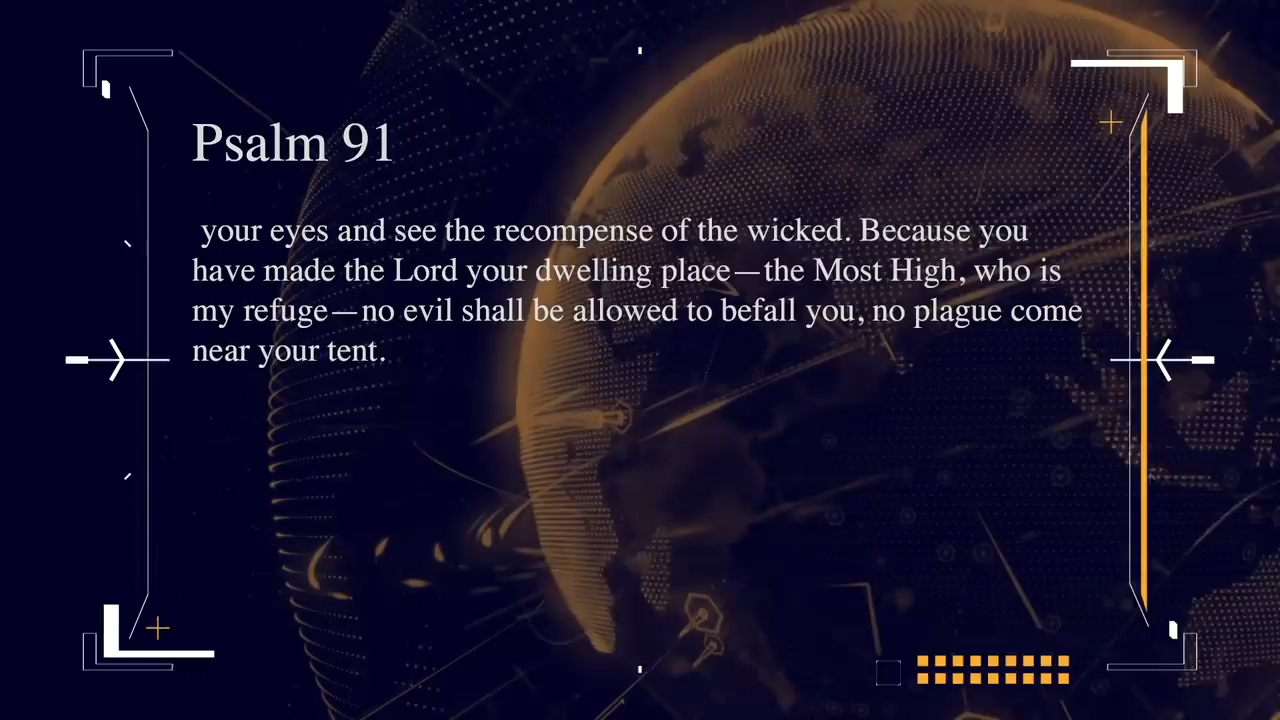 Psalm 91
your eyes and see the recompense of the wicked. Because you
have made the Lord your dwelling place—the Most High, who is
my refuge—no evil shall be allowed to befall you, no plague come
near your tent.